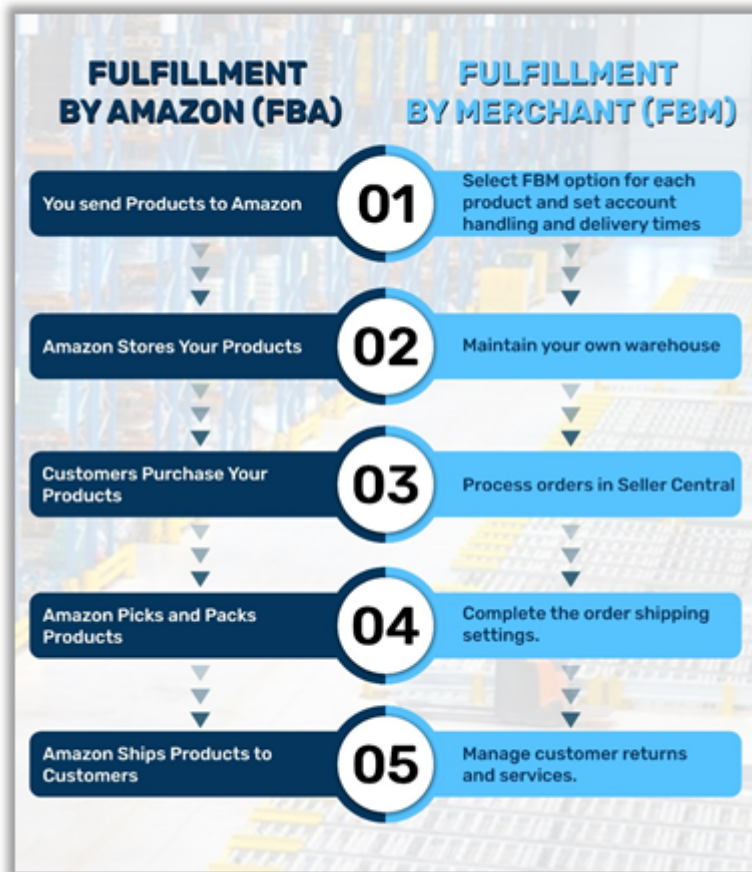 FULFILLMENT
BY AMAZON (FBA)
FULFILLMENT
BY MERCHANT (FBM)
You send Products to Amazon
01
Select FBM option for each
product and set account
handling and delivery times
Amazon Stores Your Products
02
Maintain your own warehouse
Customers Purchase Your
Products
03
Process orders in Seller Central
Amazon Picks and Packs
Products
04
Complete the order shipping
settings.
Amazon Ships Products to
Customers
05
Manage customer returns
and services.